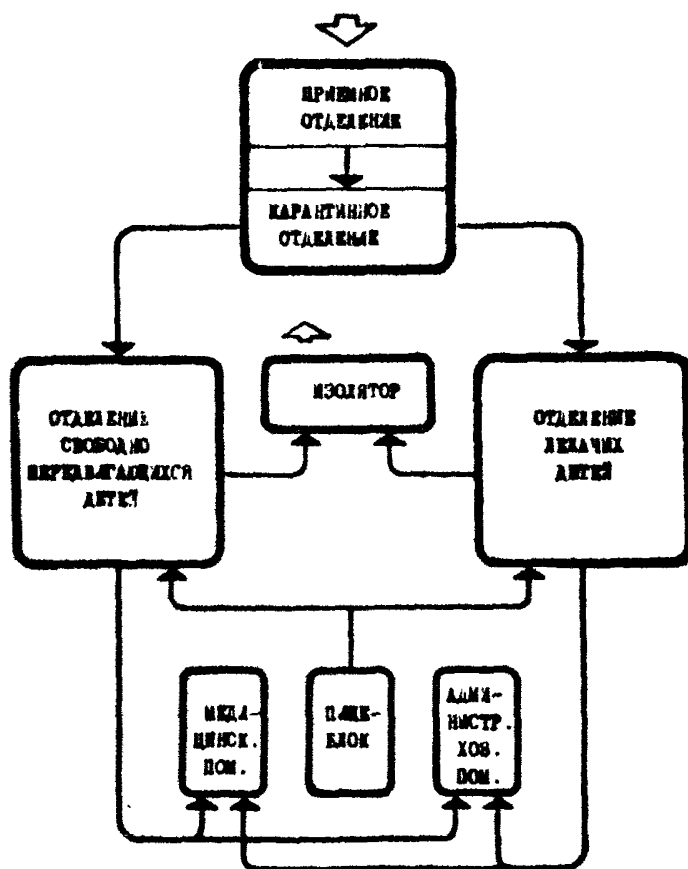 ПРИЕМНОЕ
ОТДЕЛЕНИЕ
КАРАНТИННОЕ
ОТДЕЛЕНИЕ
ИЗОЛЯТОР
ОТДЕЛЕНИЕ
СВОБОДНО
ПЕРЕДВИГАЮЩИХСЯ
ДЕТЕЙ
ОТДЕЛЕНИЕ
ЛЕЖАЧИХ
ДЕТЕЙ
МЕДИ-
ЦИНСК.
ПОМ.
ПИЩЕ-
БЛОК
АДМИ-
НИСТР.
ХОЗ.
ПОМ.